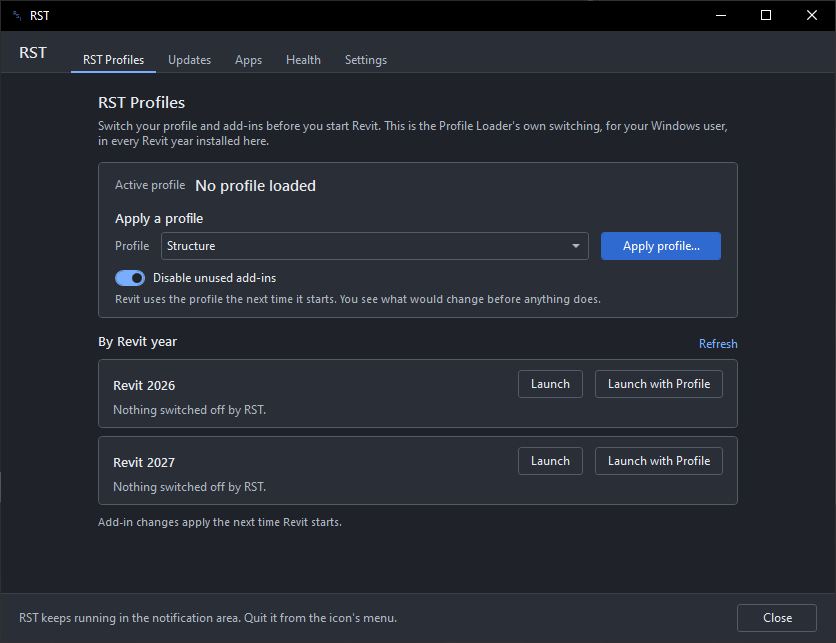 RST
RST
RST Profiles
Updates
Apps
Health
Settings
RST Profiles
Switch your profile and add-ins before you start Revit. This is the Profile Loader's own switching, for your Windows user,
in every Revit year installed here.
Active profile No profile loaded
Apply a profile
Profile Structure Apply profile...
Disable unused add-ins
Revit uses the profile the next time it starts. You see what would change before anything does.
By Revit year Refresh
Revit 2026 Launch Launch with Profile
Nothing switched off by RST.
Revit 2027 Launch Launch with Profile
Nothing switched off by RST.
Add-in changes apply the next time Revit starts.
RST keeps running in the notification area. Quit it from the icon's menu. Close